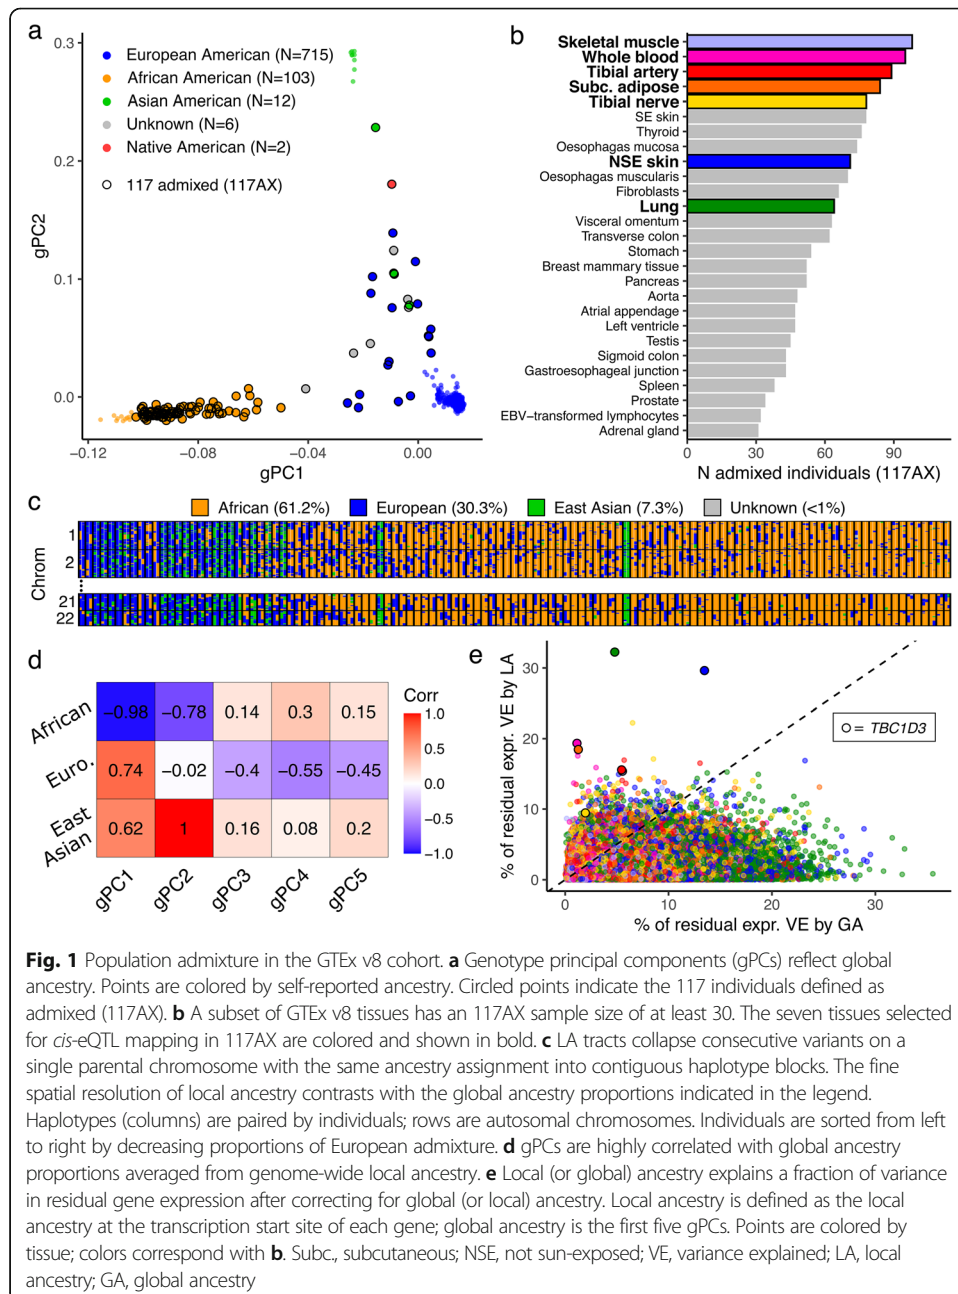 a
0.3
0.2
0.1
0.0
gPC2
European American (N=715)
African American (N=103)
Asian American (N=12)
Unknown (N=6)
Native American (N=2)
117 admixed (117AX)
−0.12
−0.08
−0.04
0.00
gPC1
b
Skeletal muscle
Whole blood
Tibial artery
Subc. adipose
Tibial nerve
SE skin
Thyroid
Oesophagas mucosa
NSE skin
Oesophagas muscularis
Fibroblasts
Lung
Visceral omentum
Transverse colon
Stomach
Breast mammary tissue
Pancreas
Aorta
Atrial appendage
Left ventricle
Testis
Sigmoid colon
Gastroesophageal junction
Spleen
Prostate
EBV−transformed lymphocytes
Adrenal gland
0
30
60
90
N admixed individuals (117AX)
c
African (61.2%)
European (30.3%)
East Asian (7.3%)
Unknown (<1%)
Chrom
1
2
21
22
d
African
Euro.
East
Asian
−0.98 −0.78 0.14 0.3 0.15
0.74 −0.02 −0.4 −0.55 −0.45
0.62 1 0.16 0.08 0.2
gPC1
gPC2
gPC3
gPC4
gPC5
Corr
1.0
0.5
0.0
−0.5
−1.0
e
% of residual expr. VE by LA
30
20
10
0
= TBC1D3
0
10
20
30
% of residual expr. VE by GA
Fig. 1 Population admixture in the GTEx v8 cohort. a Genotype principal components (gPCs) reflect global
ancestry. Points are colored by self-reported ancestry. Circled points indicate the 117 individuals defined as
admixed (117AX). b A subset of GTEx v8 tissues has an 117AX sample size of at least 30. The seven tissues selected
for cis-eQTL mapping in 117AX are colored and shown in bold. c LA tracts collapse consecutive variants on a
single parental chromosome with the same ancestry assignment into contiguous haplotype blocks. The fine
spatial resolution of local ancestry contrasts with the global ancestry proportions indicated in the legend.
Haplotypes (columns) are paired by individuals; rows are autosomal chromosomes. Individuals are sorted from left
to right by decreasing proportions of European admixture. d gPCs are highly correlated with global ancestry
proportions averaged from genome-wide local ancestry. e Local (or global) ancestry explains a fraction of variance
in residual gene expression after correcting for global (or local) ancestry. Local ancestry is defined as the local
ancestry at the transcription start site of each gene; global ancestry is the first five gPCs. Points are colored by
tissue; colors correspond with b. Subc., subcutaneous; NSE, not sun-exposed; VE, variance explained; LA, local
ancestry; GA, global ancestry